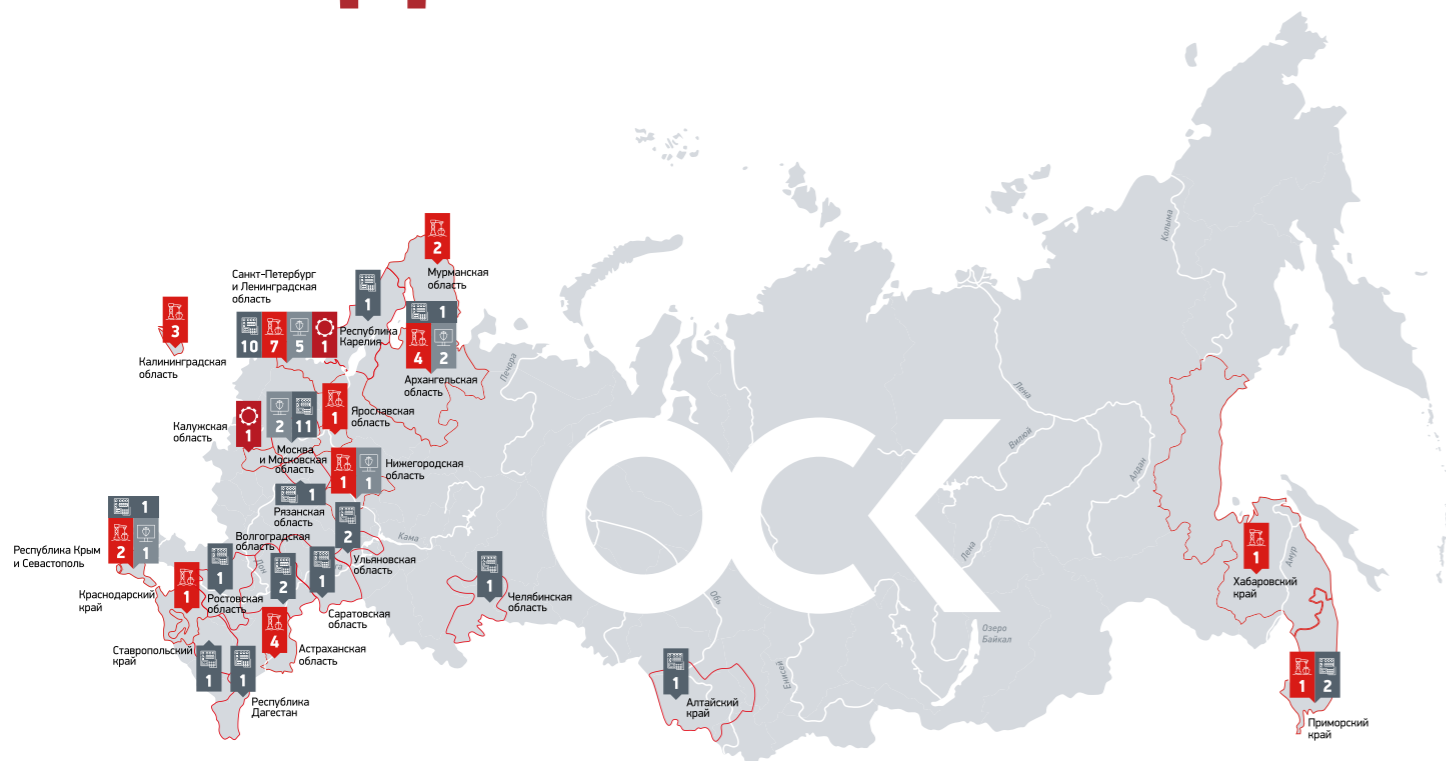 2
Мурманская
область
Санкт-Петербург
и Ленинградская
область
10
7
5
1
1
Республика
Карелия
1
4
2
Архангельская
область
3
Калининградская
область
1
Калужская
область
2
11
Москва
и Московская
область
1
Ярославская
область
1
1
Нижегородская
область
1
Рязанская
область
2
Ульяновская
область
1
2
1
Республика Крым
и Севастополь
Волгоградская
область
2
1
Ростовская
область
1
Саратовская
область
1
Краснодарский
край
4
Астраханская
область
Ставропольский
край
1
1
Республика
Дагестан
1
Челябинская
область
1
Алтайский
край
1
Хабаровский
край
1
2
Приморский
край
ОСК
Печора
Кама
Дон
Обь
Енисей
Лена
Вилюй
Алдан
Лена
Колыма
Амур
Озеро
Байкал